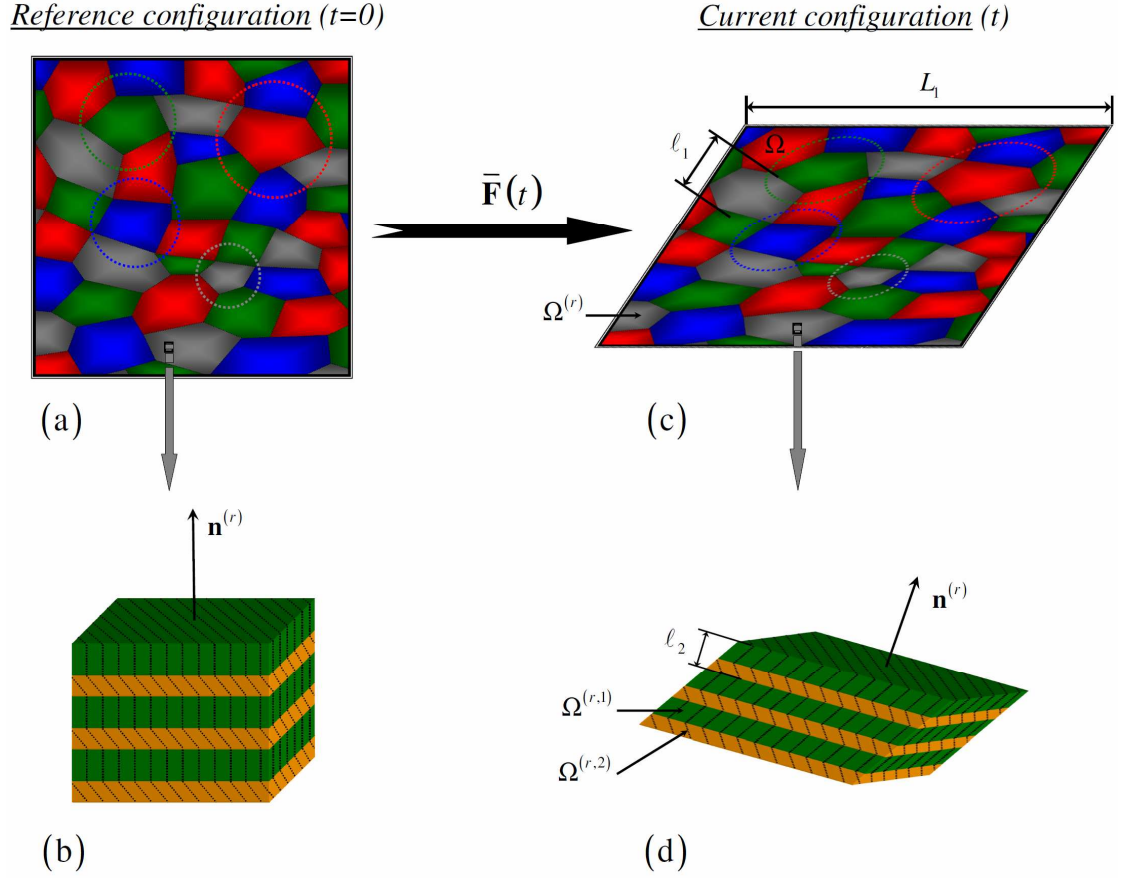 Reference configuration (t=0)
Current configuration (t)
L₁
ℓ₁
Ω
F̄(t)
Ω⁽ʳ⁾
(a)
(c)
n⁽ʳ⁾
n⁽ʳ⁾
ℓ₂
Ω⁽ʳ,¹⁾
Ω⁽ʳ,²⁾
(b)
(d)